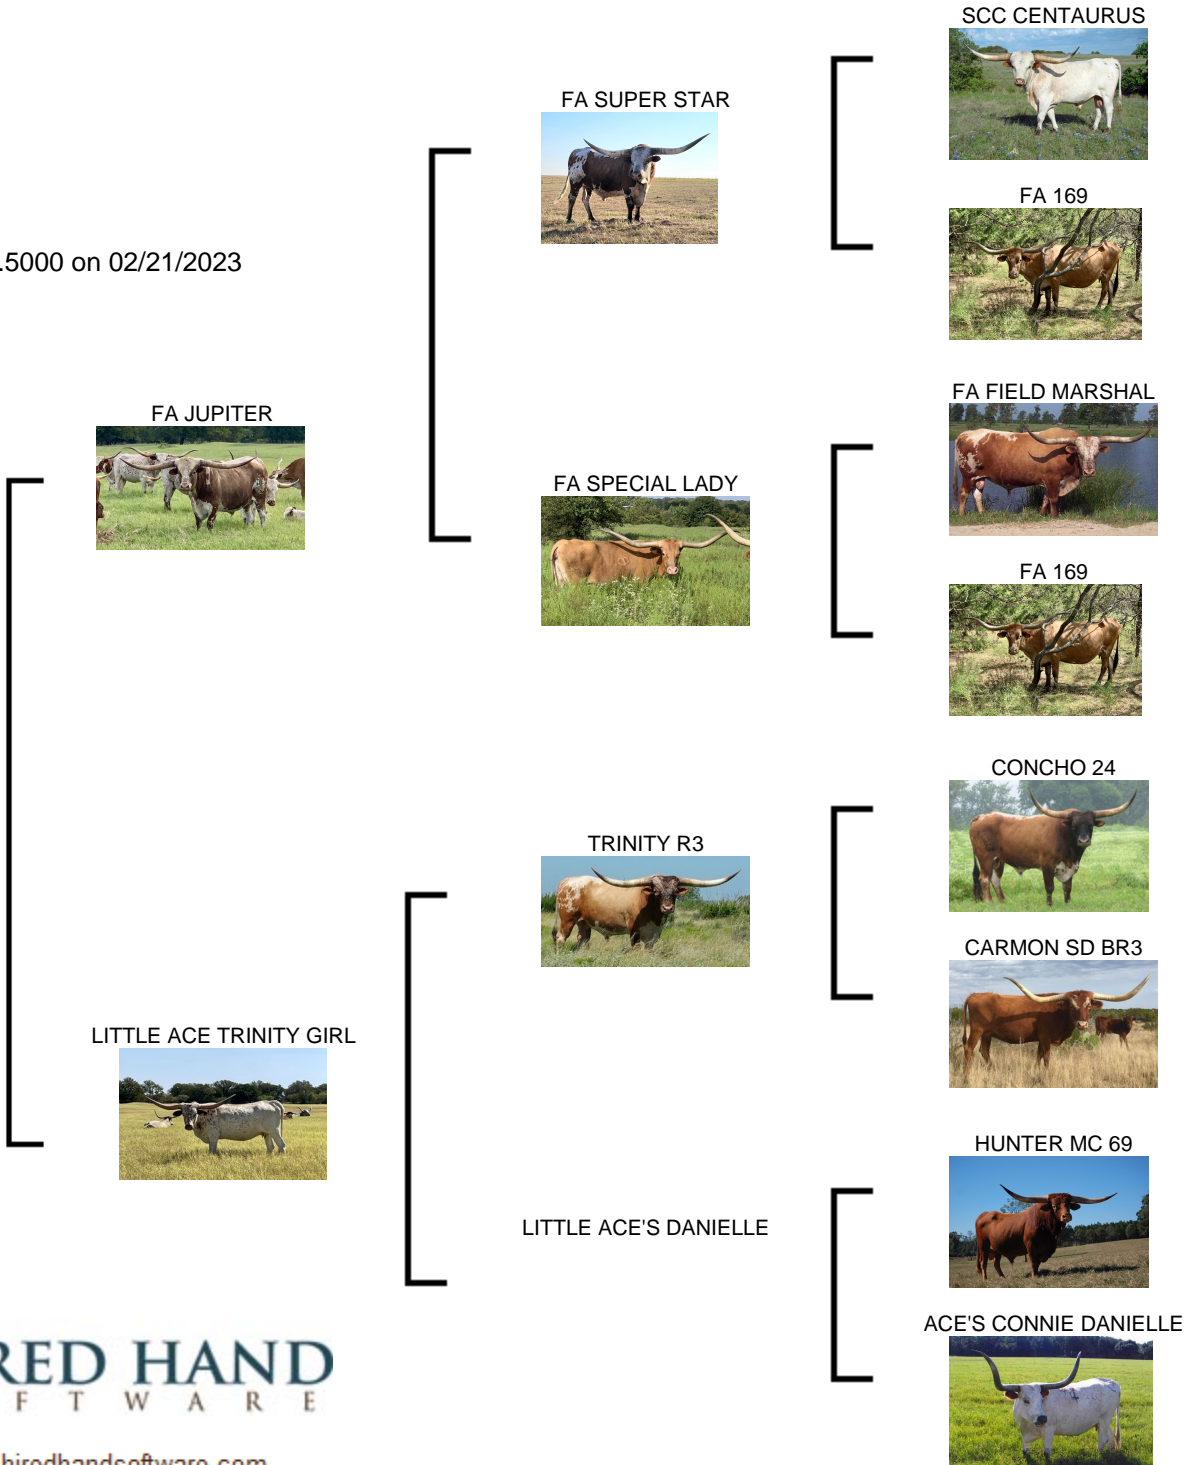 SCC CENTAURUS
FA SUPER STAR
FA 169
.5000 on 02/21/2023
FA FIELD MARSHAL
FA JUPITER
FA SPECIAL LADY
FA 169
CONCHO 24
TRINITY R3
CARMON SD BR3
LITTLE ACE TRINITY GIRL
HUNTER MC 69
LITTLE ACE'S DANIELLE
ACE'S CONNIE DANIELLE
RED HAND
F T W A R E
hiredhandsoftware.com